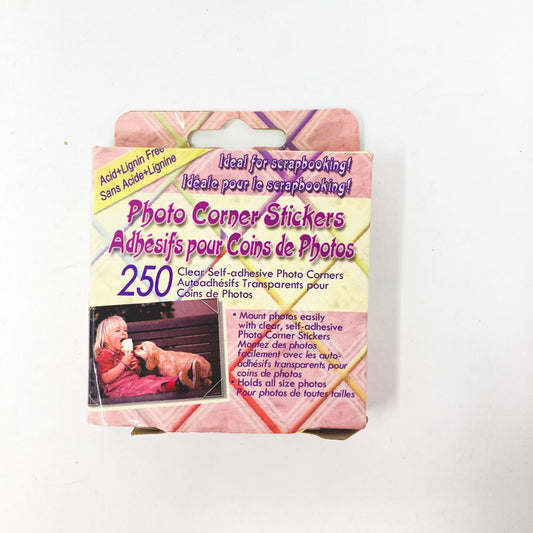 Acid+Lignin Free
Sans Acide+Lignine
Ideal for scrapbooking!
Idéale pour le scrapbooking!
Photo Corner Stickers
Adhésifs pour Coins de Photos
250 Clear Self-adhesive Photo Corners
Autoadhésifs Transparents pour
Coins de Photos
• Mount photos easily
with clear, self-adhesive
Photo Corner Stickers
Montez des photos
facilement avec les auto-
adhésifs transparents pour
coins de photos
• Holds all size photos
Pour photos de toutes tailles